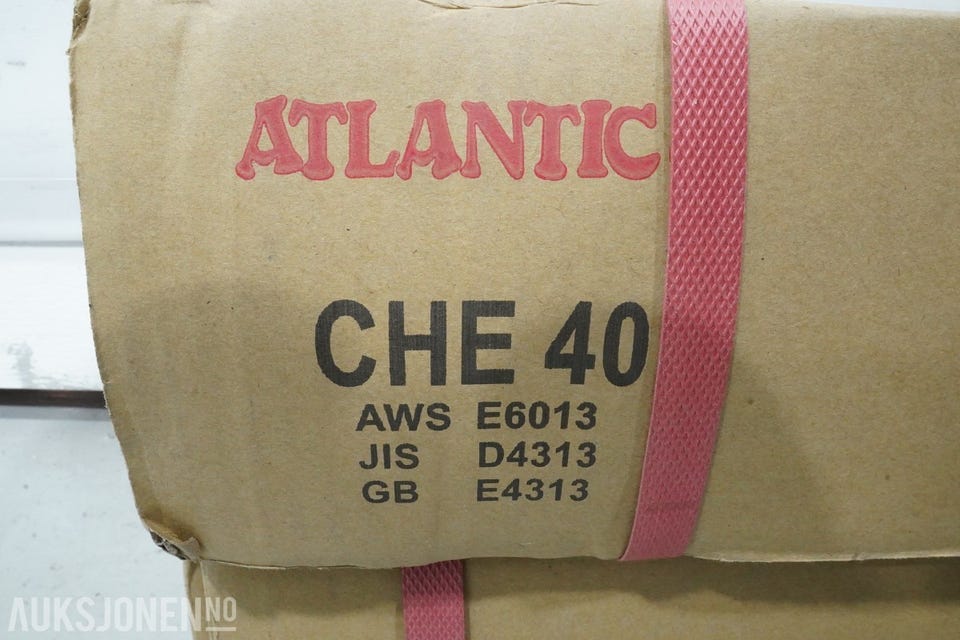 ATLANTIC
CHE 40
AWS E6013
JIS D4313
GB E4313
AUKSJONEN.NO